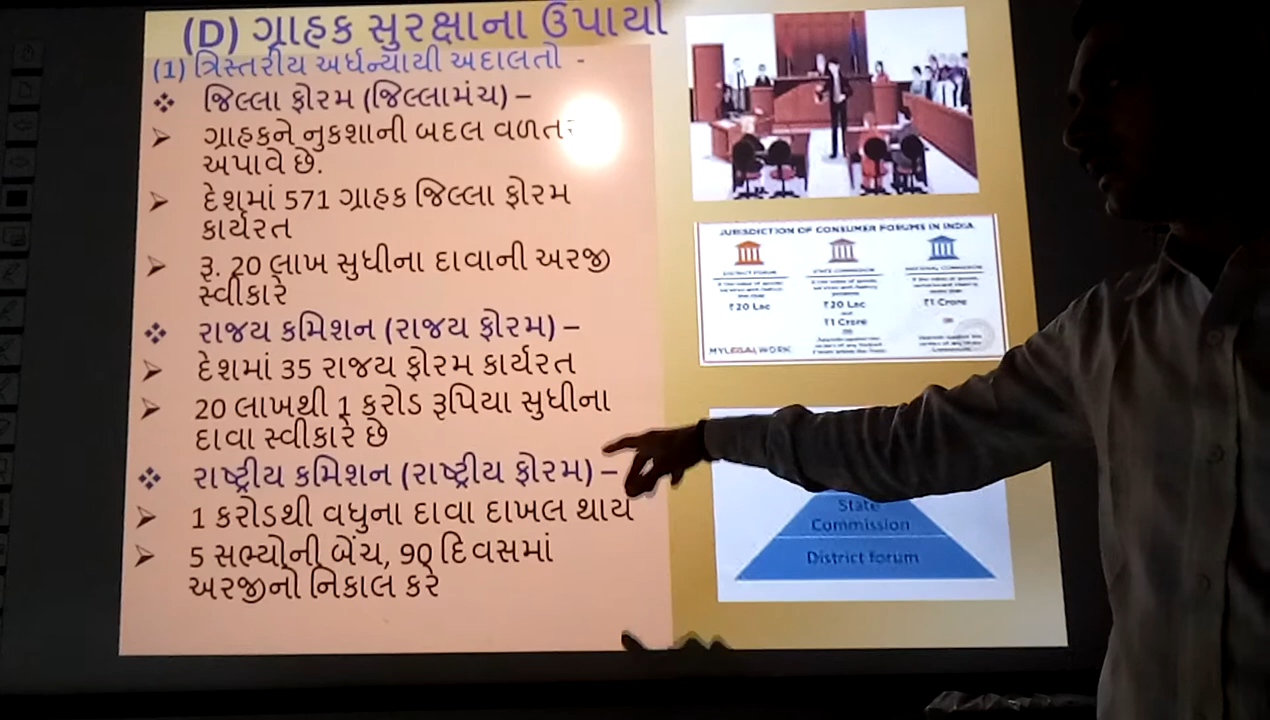 (D) ગ્રાહક સુરક્ષાના ઉપાયો
(1) ત્રિસ્તરીય અર્ધન્યાયી અદાલતો -
❖ જિલ્લા ફોરમ (જિલ્લામંચ) –
➢ ગ્રાહકને નુકશાની બદલ
અપાવે છે.
➢ દેશમાં 571 ગ્રાહક જિલ્લા ફોરમ
કાર્યરત
➢ રૂ. 20 લાખ સુધીના દાવાની અરજી
સ્વીકારે
❖ રાજય કમિશન (રાજય ફોરમ) –
➢ દેશમાં 35 રાજય ફોરમ કાર્યરત
➢ 20 લાખથી 1 કરોડ રૂપિયા સુધીના
દાવા સ્વીકારે છે
❖ રાષ્ટ્રીય કમિશન (રાષ્ટ્રીય ફોરમ) –
➢ 1 કરોડથી વધુના દાવા દાખલ થાય
➢ 5 સભ્યોની બેંચ, 90 દિવસમાં
અરજીનો નિકાલ કરે
JURISDICTION OF CONSUMER FORUMS IN INDIA
DISTRICT FORUM
₹20 Lac
STATE COMMISSION
₹20 Lac
and
₹1 Crore
NATIONAL COMMISSION
₹1 Crore
MYLEGALWORK
State
Commission
District forum